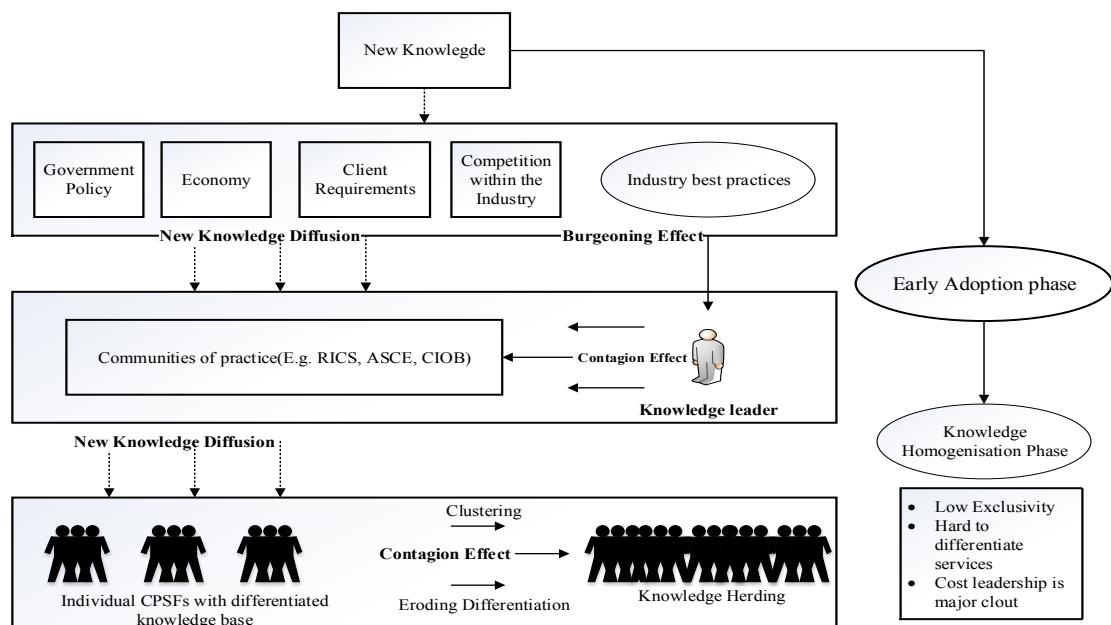 New Knowlegde
Government
Policy
Economy
Client
Requirements
Competition
within the
Industry
Industry best practices
New Knowledge Diffusion
Burgeoning Effect
Early Adoption phase
Communities of practice(E.g. RICS, ASCE, CIOB)
Contagion Effect
Knowledge leader
New Knowledge Diffusion
Knowledge
Homogenisation Phase
• Low Exclusivity
• Hard to
differentiate
services
• Cost leadership is
major clout
Clustering
Contagion Effect
Eroding Differentiation
Individual CPSFs with differentiated
knowledge base
Knowledge Herding